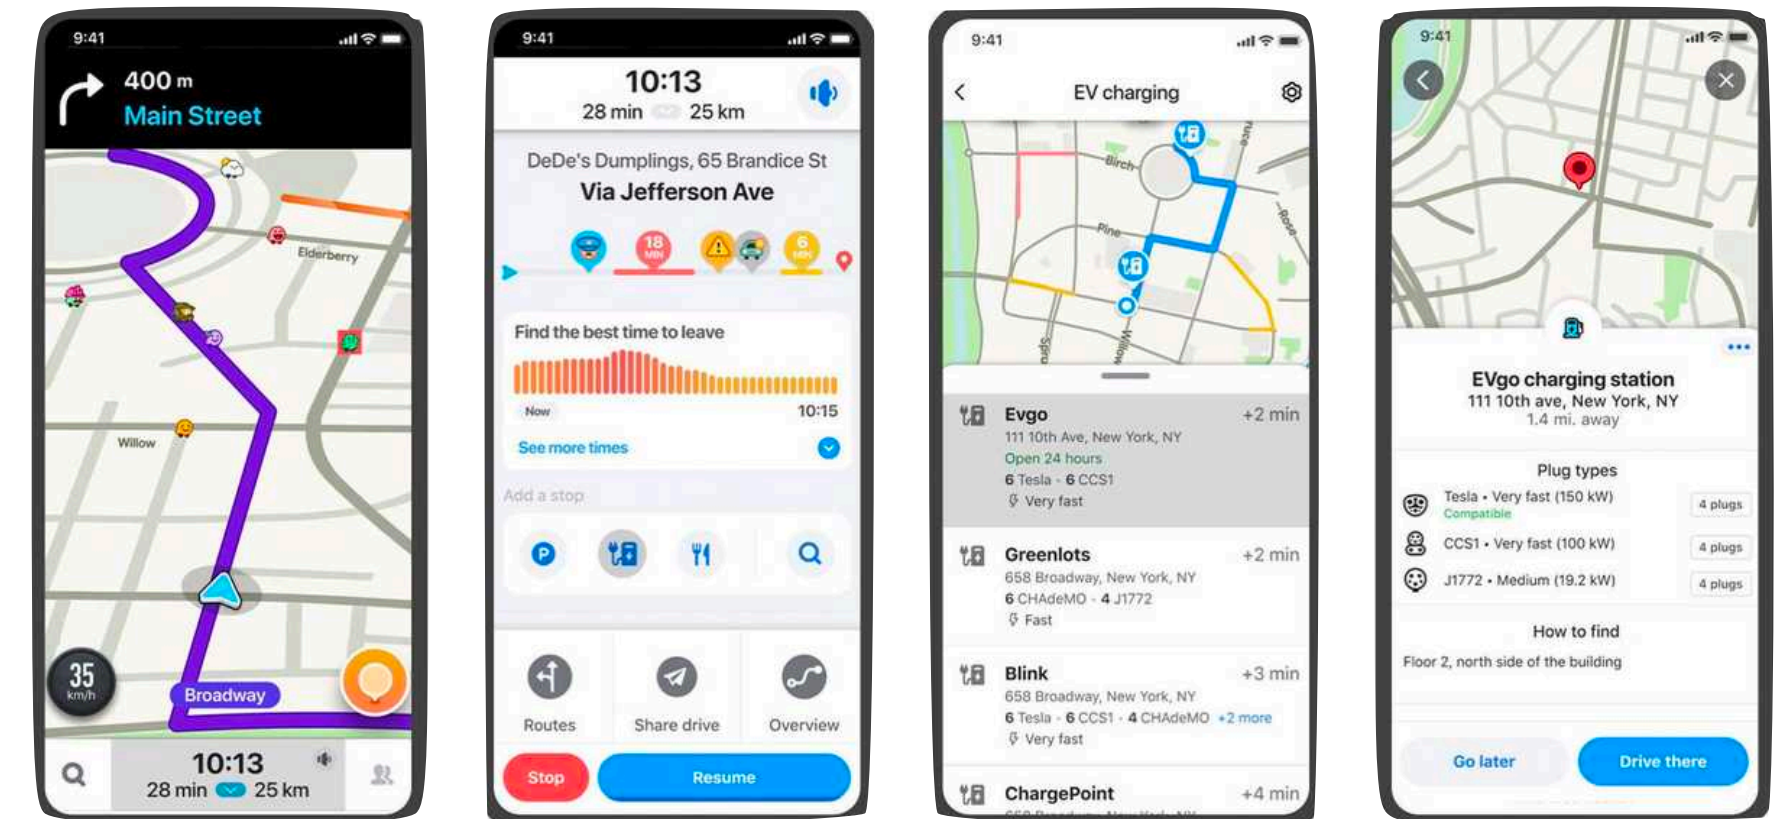 9:41
400 m
Main Street
Elderberry
Willow
35
km/h
Broadway
10:13
28 min 25 km
9:41
10:13
28 min 25 km
DeDe's Dumplings, 65 Brandice St
Via Jefferson Ave
18
MIN
6
MIN
Find the best time to leave
Now
10:15
See more times
Add a stop
P
Routes
Share drive
Overview
Stop
Resume
9:41
EV charging
Birch
Pine
Rose
Willow
Evgo +2 min
111 10th Ave, New York, NY
Open 24 hours
6 Tesla · 6 CCS1
Very fast
Greenlots +2 min
658 Broadway, New York, NY
6 CHAdeMO · 4 J1772
Fast
Blink +3 min
658 Broadway, New York, NY
6 Tesla · 6 CCS1 · 4 CHAdeMO +2 more
Very fast
ChargePoint +4 min
9:41
EVgo charging station
111 10th ave, New York, NY
1.4 mi. away
Plug types
Tesla • Very fast (150 kW)
Compatible
4 plugs
CCS1 • Very fast (100 kW)
4 plugs
J1772 • Medium (19.2 kW)
4 plugs
How to find
Floor 2, north side of the building
Go later
Drive there